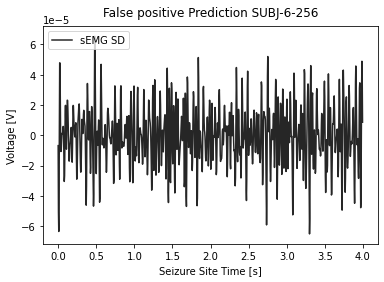 False positive Prediction SUBJ-6-256
1e−5
sEMG SD
6
4
2
0
−2
−4
−6
Voltage [V]
0.0 0.5 1.0 1.5 2.0 2.5 3.0 3.5 4.0
Seizure Site Time [s]